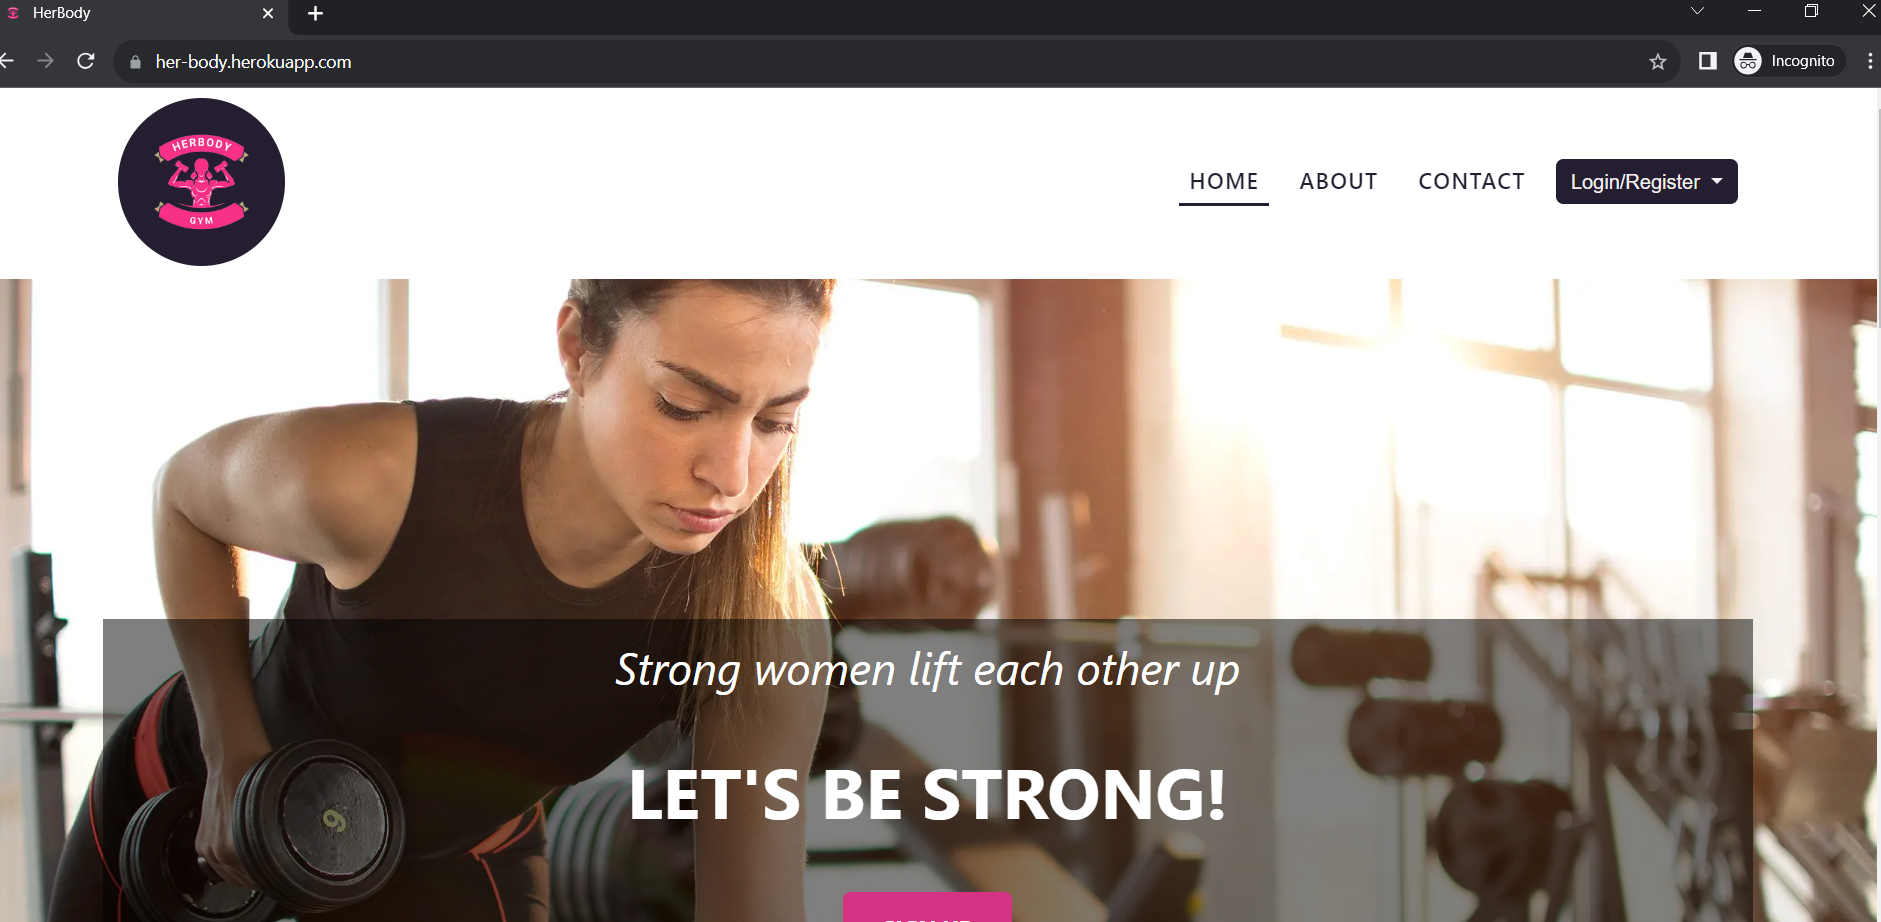 HerBody
her-body.herokuapp.com
Incognito
HERBODY
GYM
HOME
ABOUT
CONTACT
Login/Register
Strong women lift each other up
LET'S BE STRONG!
9